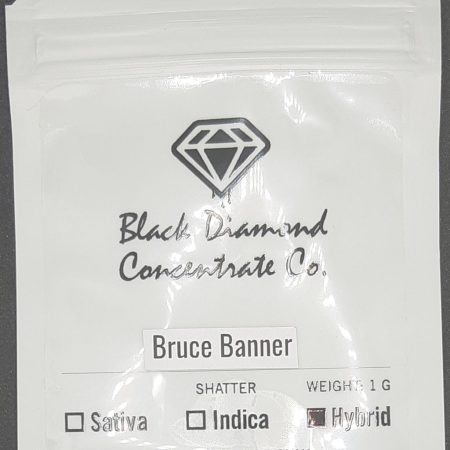 Black Diamond
Concentrate Co.
Bruce Banner
SHATTER WEIGHT: 1 G
Sativa Indica Hybrid